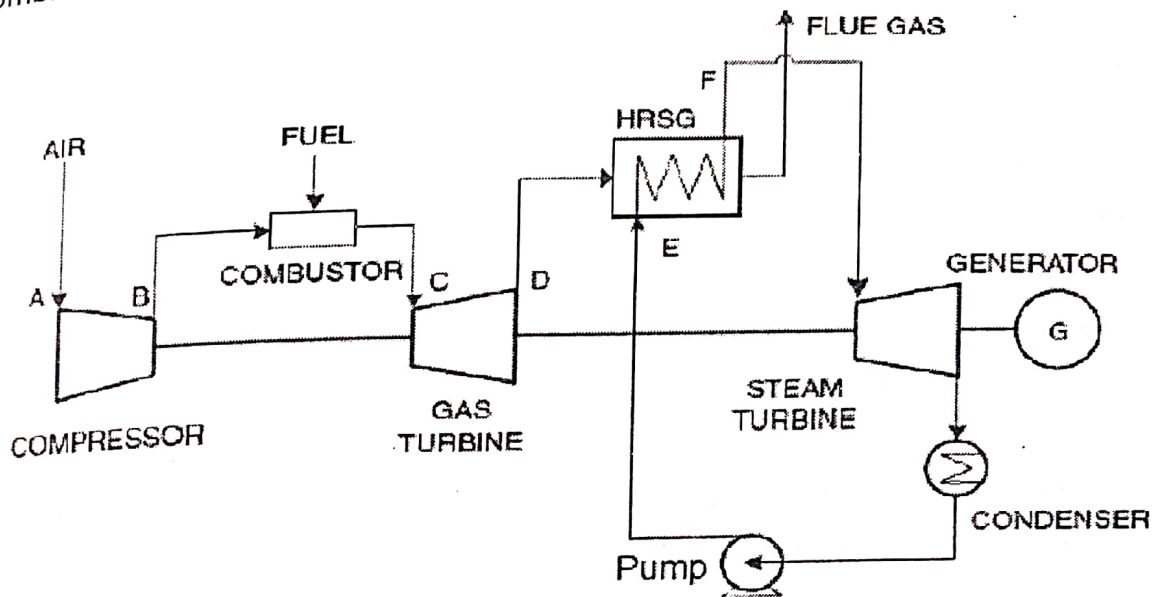 FLUE GAS
F
HRSG
FUEL
AIR
E
COMBUSTOR
GENERATOR
A
B
C
D
G
STEAM
TURBINE
GAS
TURBINE
COMPRESSOR
CONDENSER
Pump